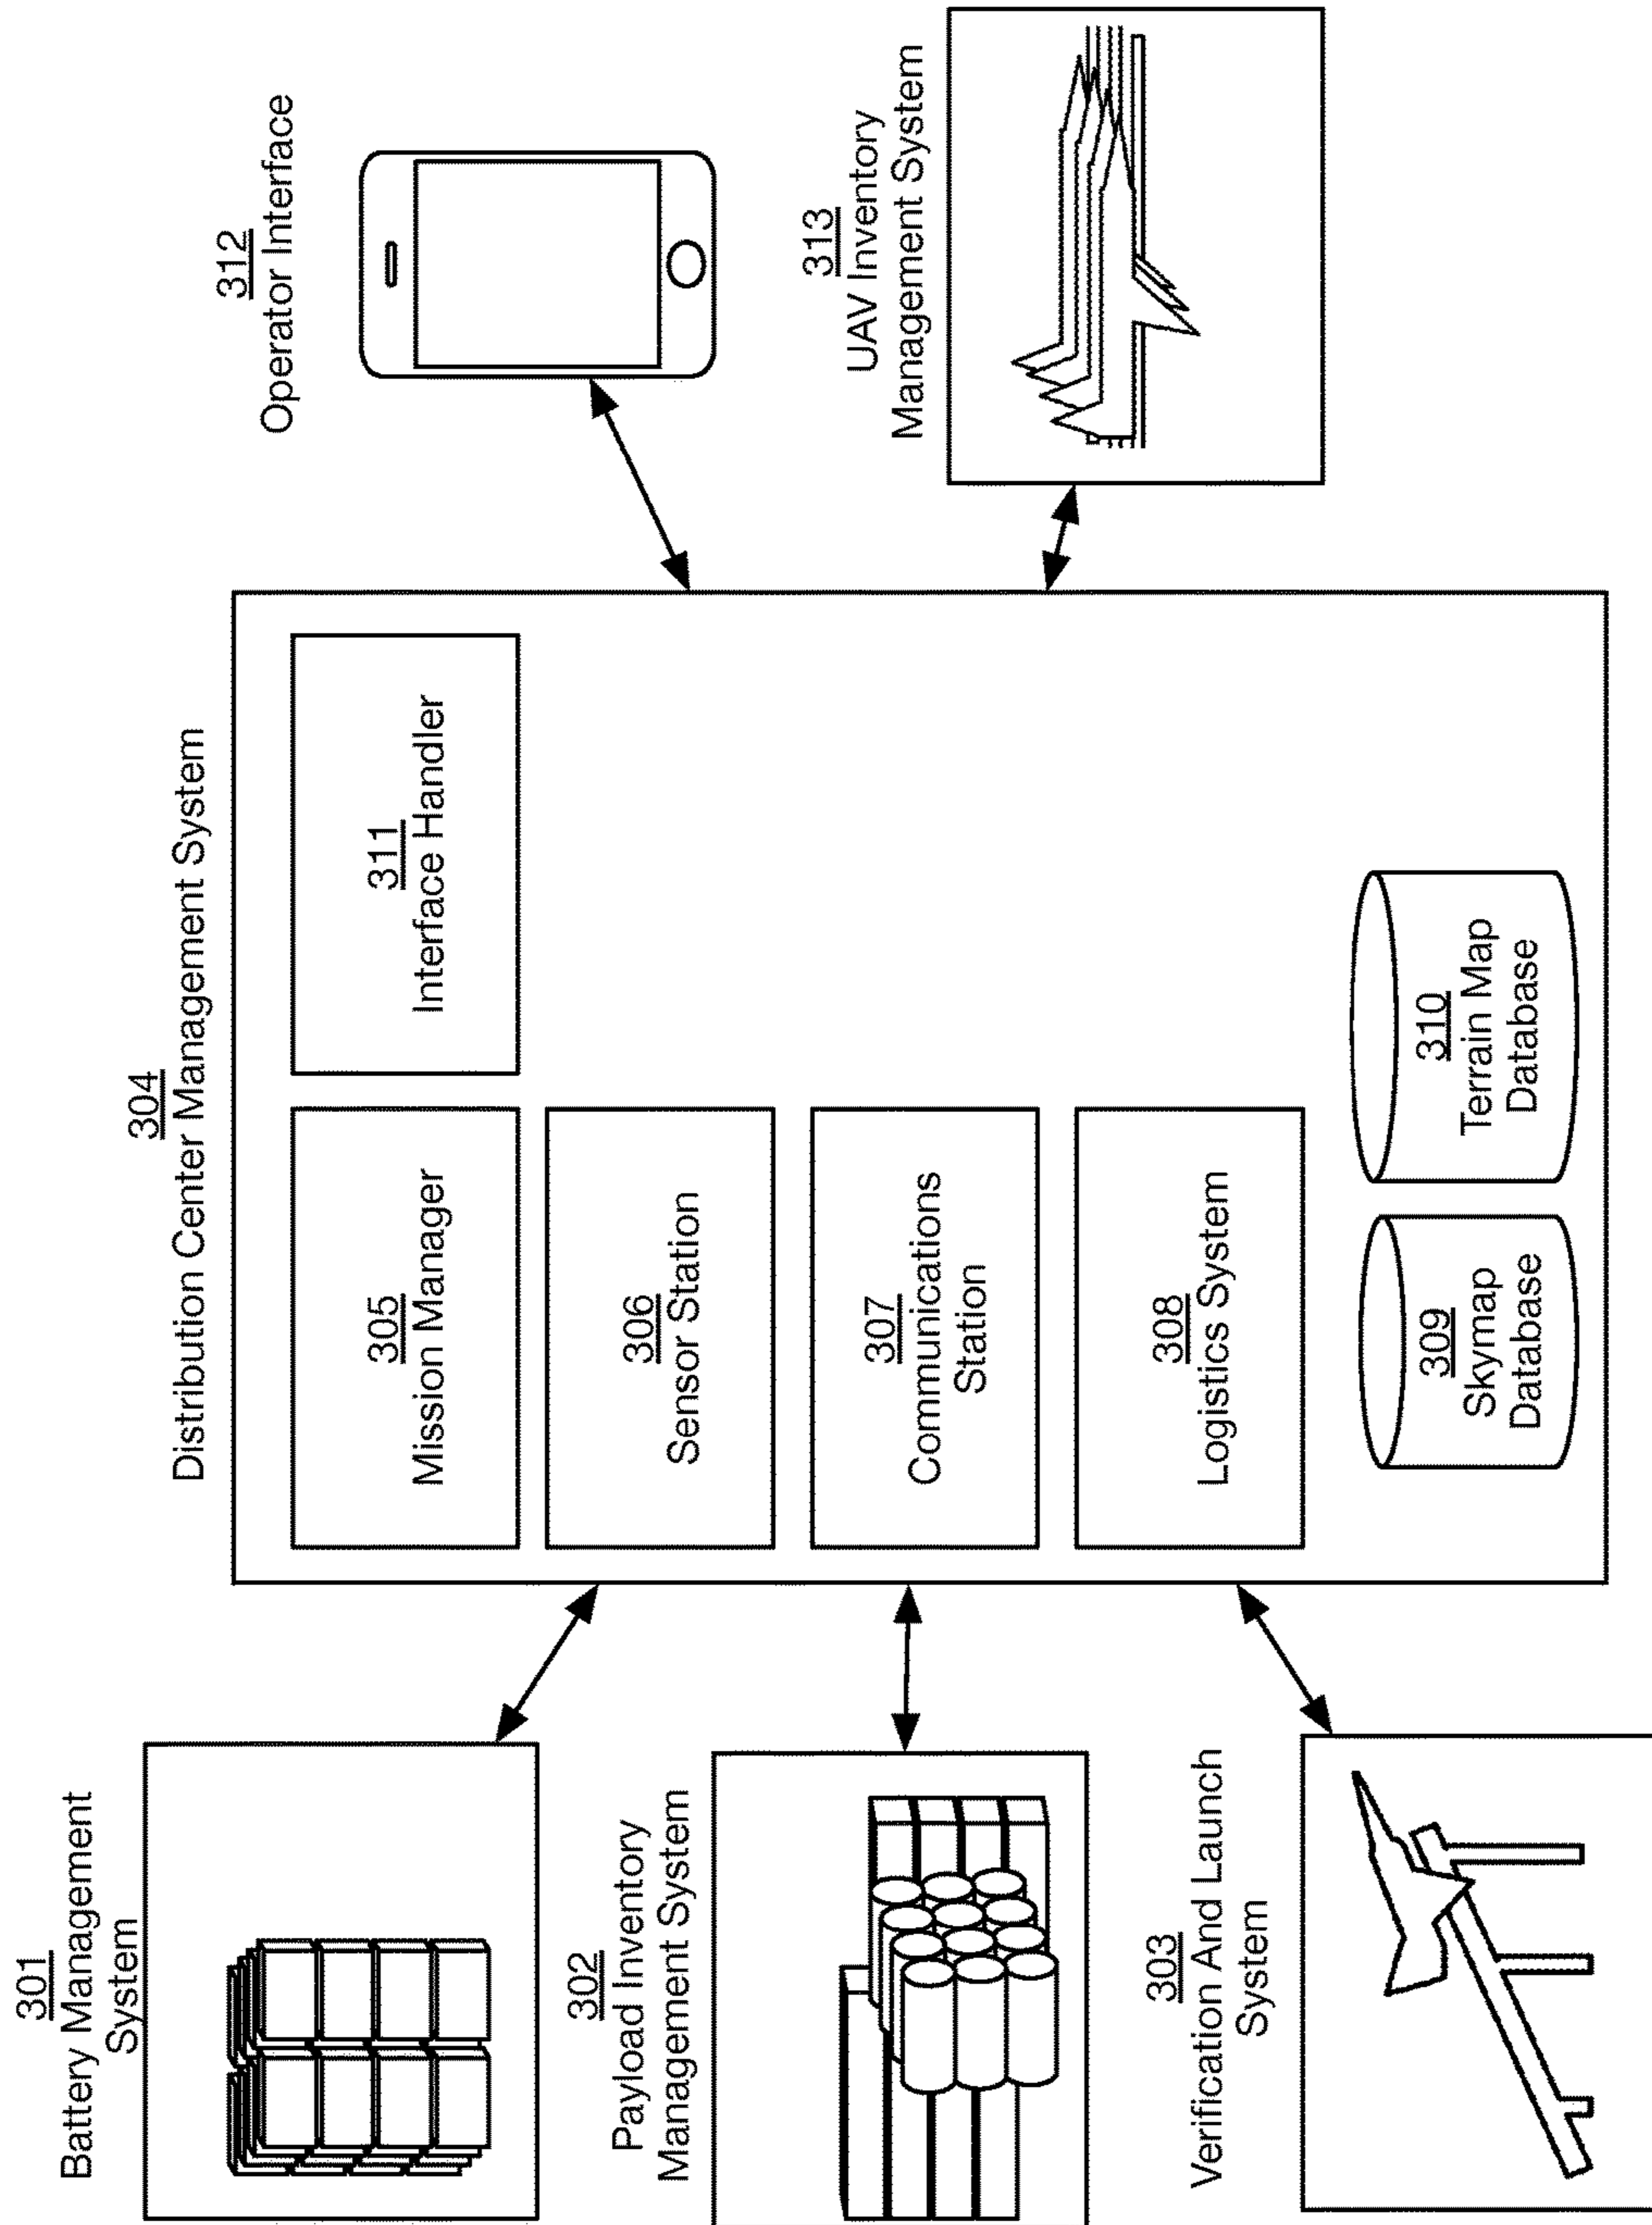 301
Battery Management
System
302
Payload Inventory
Management System
303
Verification And Launch
System
304
Distribution Center Management System
305
Mission Manager
306
Sensor Station
307
Communications
Station
308
Logistics System
309
Skymap
Database
310
Terrain Map
Database
311
Interface Handler
312
Operator Interface
313
UAV Inventory
Management System